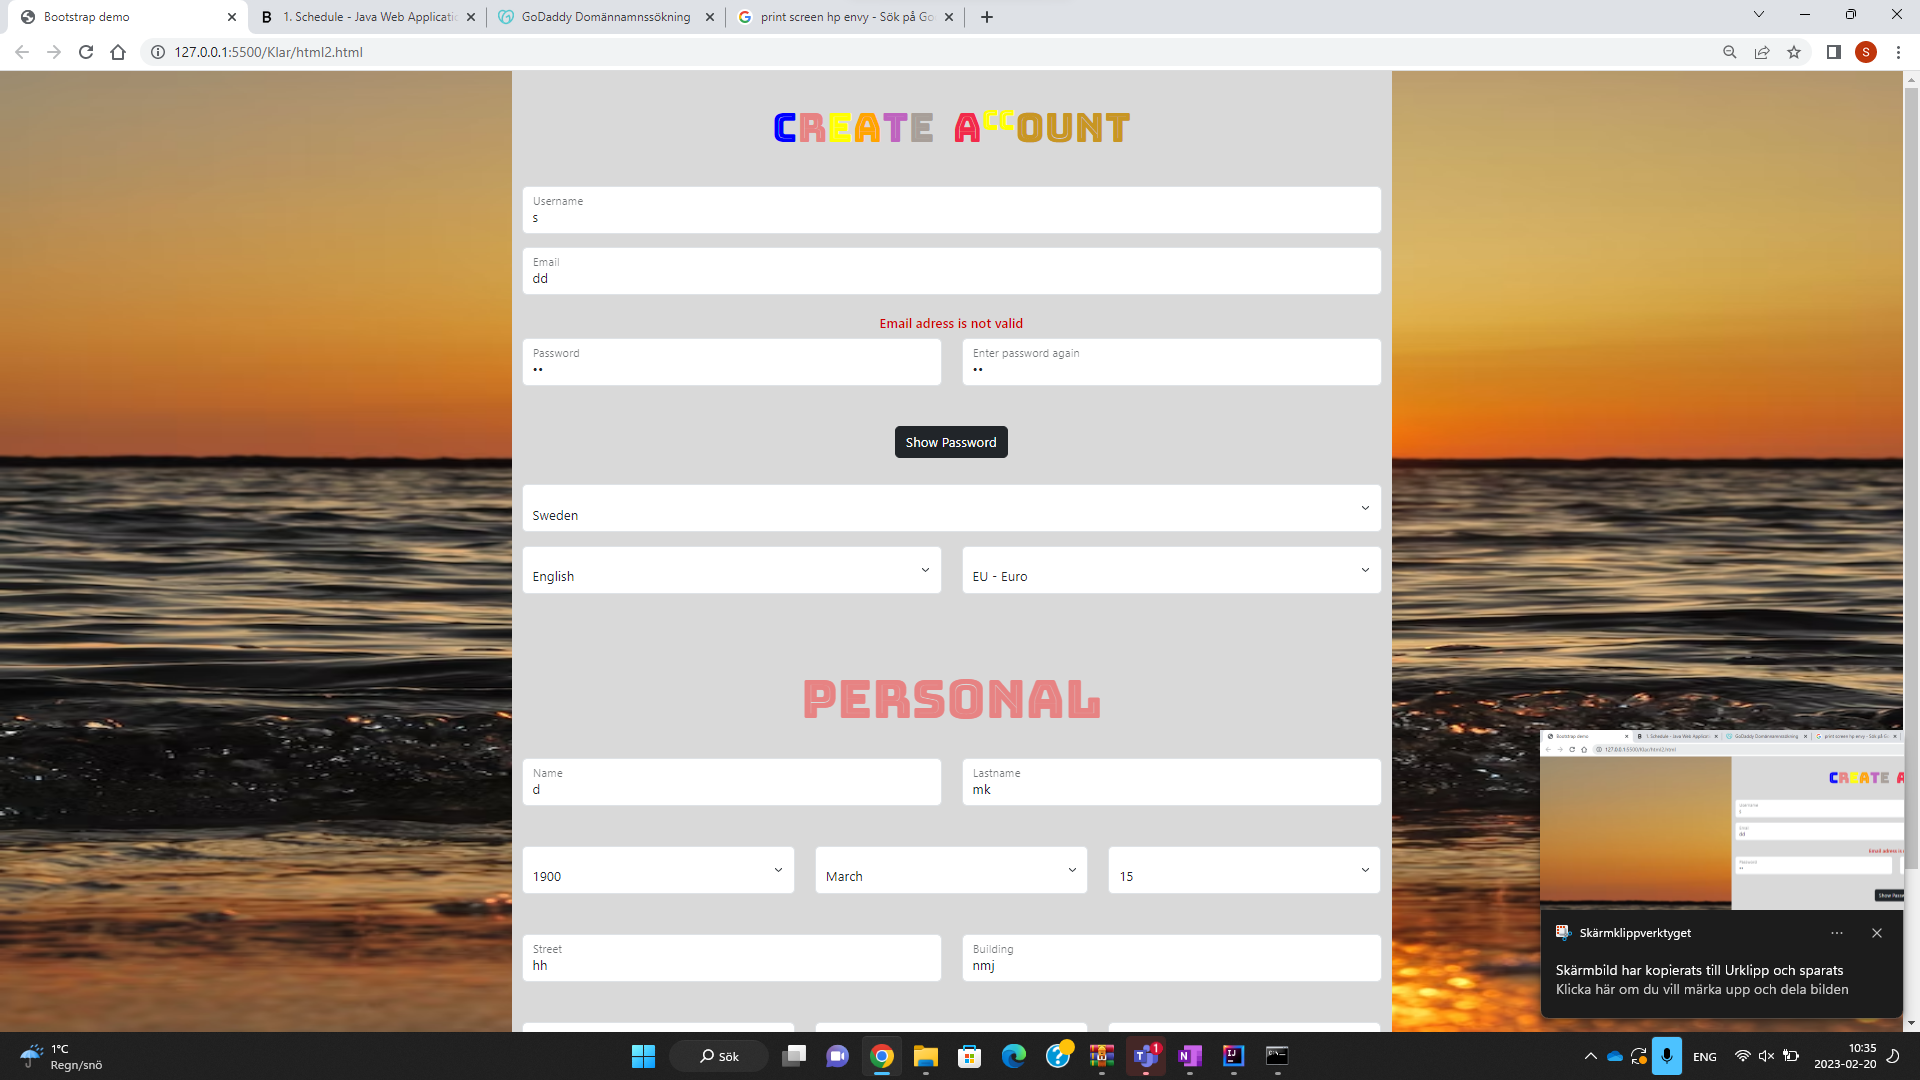 Bootstrap demo
1. Schedule - Java Web Applicatic
GoDaddy Domännamnssökning
print screen hp envy - Sök på Go
127.0.0.1:5500/Klar/html2.html
S
CREATE ACCOUNT
Username
s
Email
dd
Email adress is not valid
Password
••
Enter password again
••
Show Password
Sweden
English
EU - Euro
PERSONAL
Name
d
Lastname
mk
1900
March
15
Street
hh
Building
nmj
Skärmklippverktyget
Skärmbild har kopierats till Urklipp och sparats
Klicka här om du vill märka upp och dela bilden
1°C
Regn/snö
Sök
1
ENG
10:35
2023-02-20